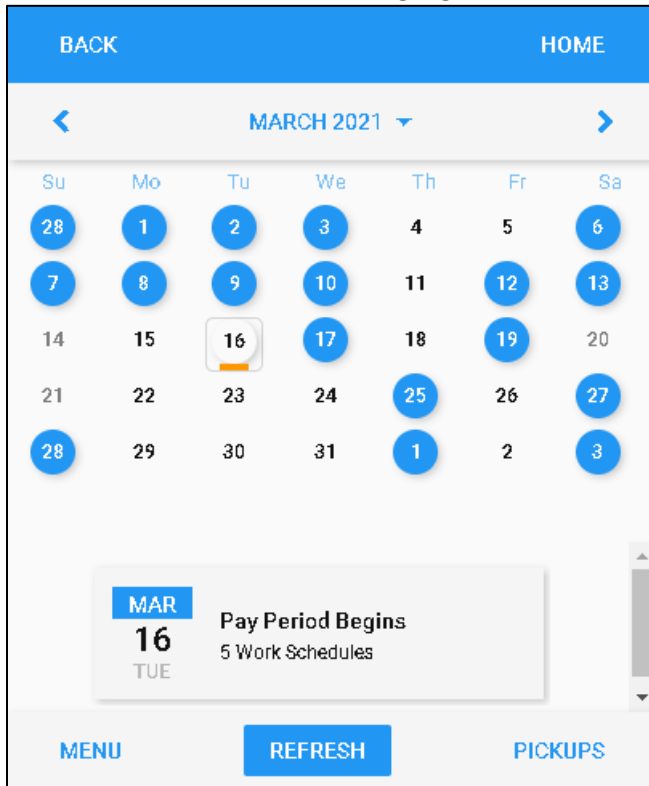 BACK HOME
MARCH 2021
Su Mo Tu We Th Fr Sa
28 1 2 3 4 5 6
7 8 9 10 11 12 13
14 15 16 17 18 19 20
21 22 23 24 25 26 27
28 29 30 31 1 2 3
MAR
16
TUE
Pay Period Begins
5 Work Schedules
MENU REFRESH PICKUPS